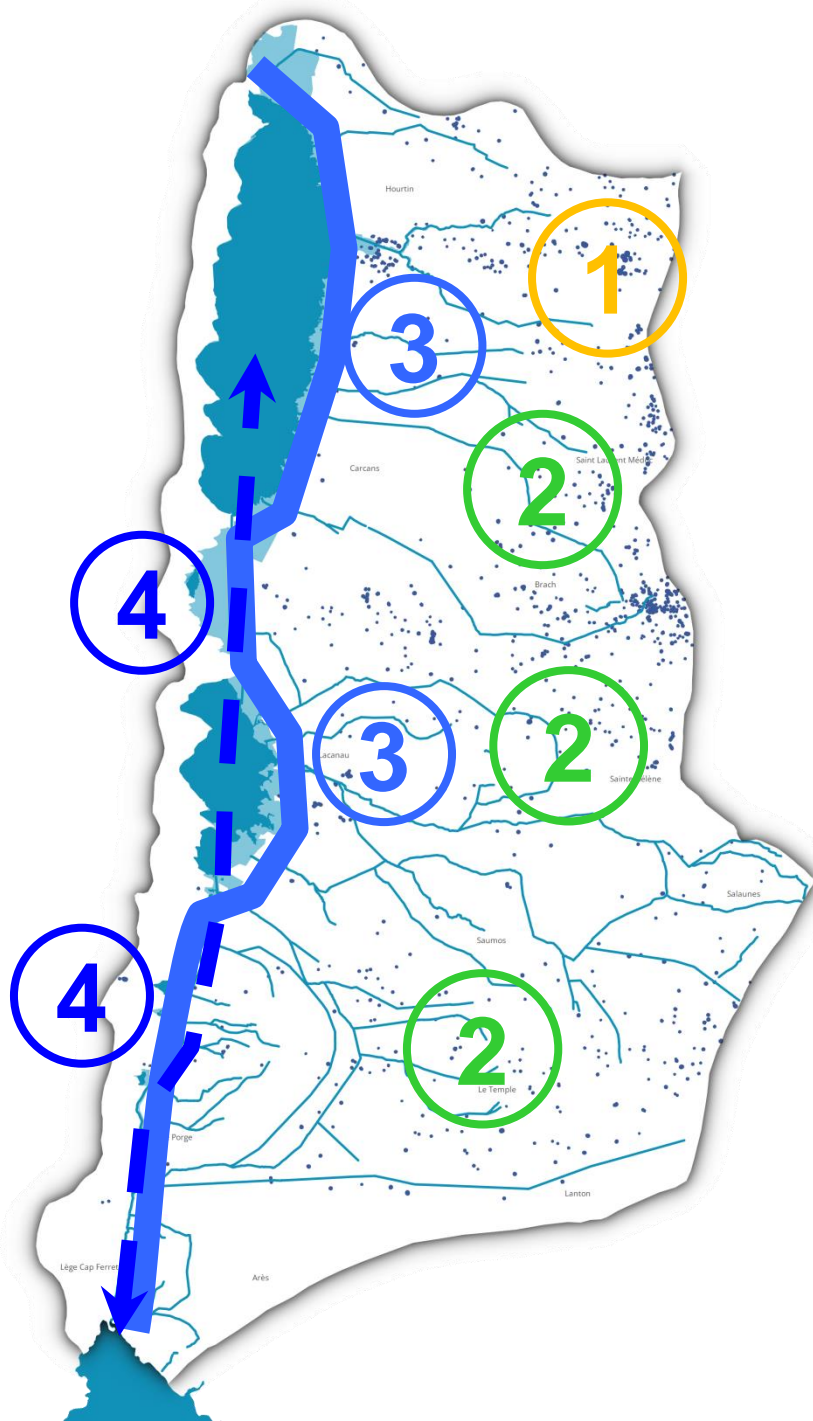 Hourtin
1
3
Saint Laurent Médoc
Carcans
2
Brach
4
2
3
Lacanau
Sainte Hélène
Salaunes
Saumos
4
2
Le Temple
Porge
Lanton
Lège Cap Ferret
Arès